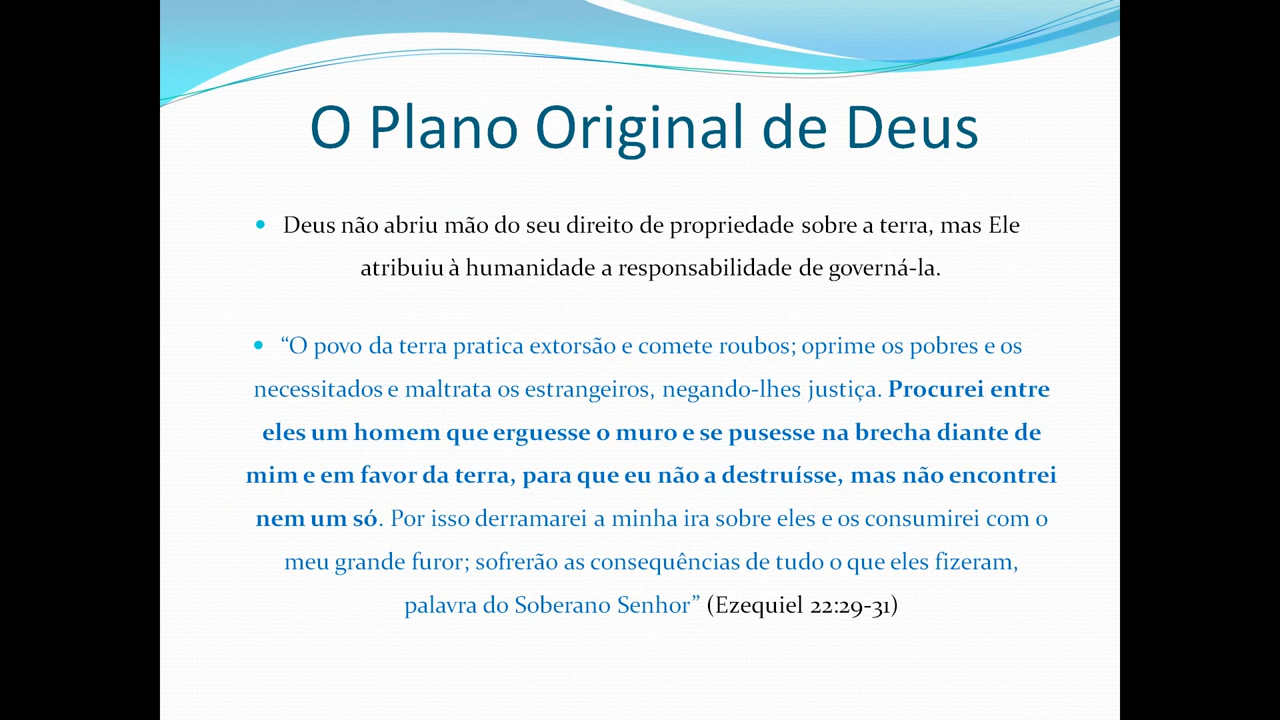 O Plano Original de Deus
• Deus não abriu mão do seu direito de propriedade sobre a terra, mas Ele
atribuiu à humanidade a responsabilidade de governá-la.
• “O povo da terra pratica extorsão e comete roubos; oprime os pobres e os
necessitados e maltrata os estrangeiros, negando-lhes justiça. Procurei entre
eles um homem que erguesse o muro e se pusesse na brecha diante de
mim e em favor da terra, para que eu não a destruísse, mas não encontrei
nem um só. Por isso derramarei a minha ira sobre eles e os consumirei com o
meu grande furor; sofrerão as consequências de tudo o que eles fizeram,
palavra do Soberano Senhor” (Ezequiel 22:29-31)